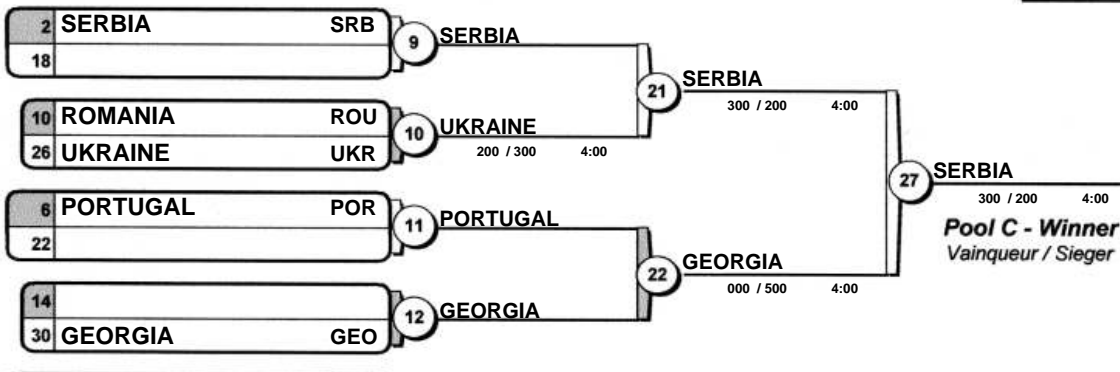 2 SERBIA SRB
18
9 SERBIA
10 ROMANIA ROU
26 UKRAINE UKR
10 UKRAINE
200 / 300 4:00
21 SERBIA
300 / 200 4:00
6 PORTUGAL POR
22
11 PORTUGAL
14
30 GEORGIA GEO
12 GEORGIA
22 GEORGIA
000 / 500 4:00
27 SERBIA
300 / 200 4:00
Pool C - Winner
Vainqueur / Sieger